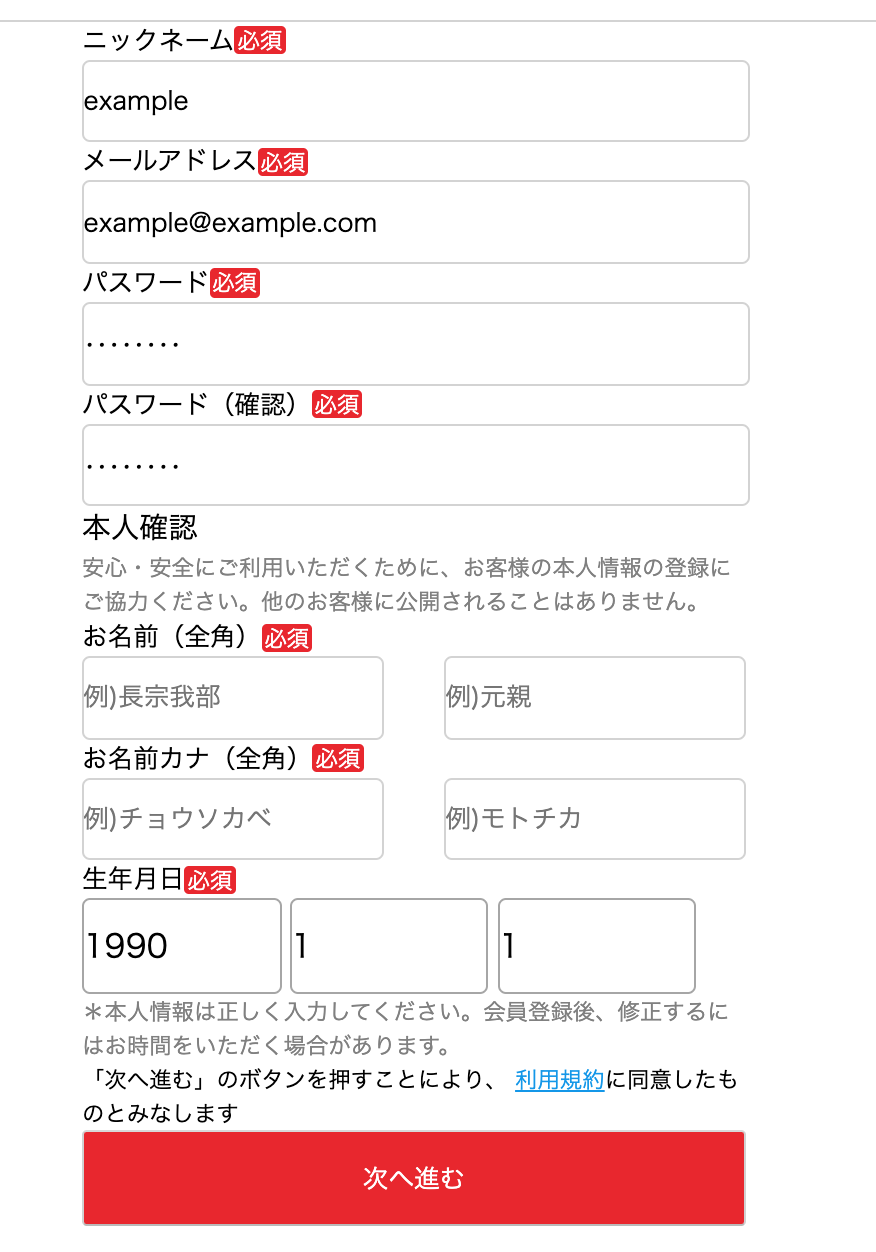 ニックネーム必須
example
メールアドレス必須
example@example.com
パスワード必須
........
パスワード（確認）必須
........
本人確認
安心・安全にご利用いただくために、お客様の本人情報の登録に
ご協力ください。他のお客様に公開されることはありません。
お名前（全角）必須
例)長宗我部 例)元親
お名前カナ（全角）必須
例)チョウソカベ 例)モトチカ
生年月日必須
1990 1 1
＊本人情報は正しく入力してください。会員登録後、修正するに
はお時間をいただく場合があります。
「次へ進む」のボタンを押すことにより、 利用規約に同意したも
のとみなします
次へ進む